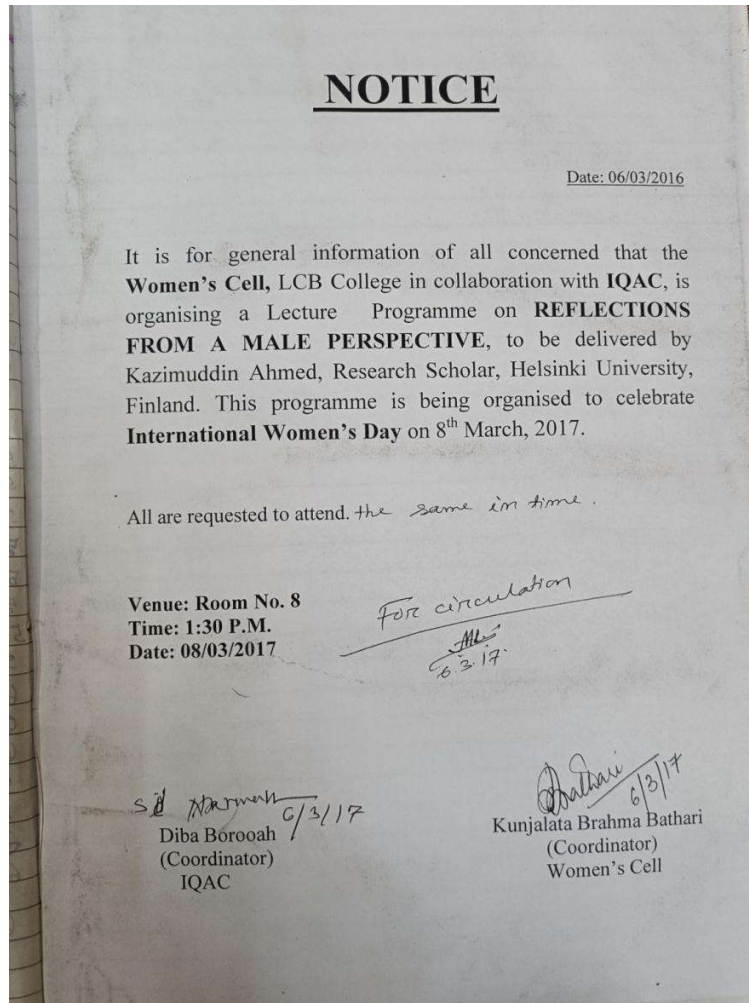 NOTICE
Date: 06/03/2016
It is for general information of all concerned that the
Women's Cell, LCB College in collaboration with IQAC, is
organising a Lecture Programme on REFLECTIONS
FROM A MALE PERSPECTIVE, to be delivered by
Kazimuddin Ahmed, Research Scholar, Helsinki University,
Finland. This programme is being organised to celebrate
International Women's Day on 8th March, 2017.
All are requested to attend. the same in time.
Venue: Room No. 8
Time: 1:30 P.M.
Date: 08/03/2017
For circulation
6.3.17.
6/3/17
Diba Borooah
(Coordinator)
IQAC
6/3/17
Kunjalata Brahma Bathari
(Coordinator)
Women's Cell